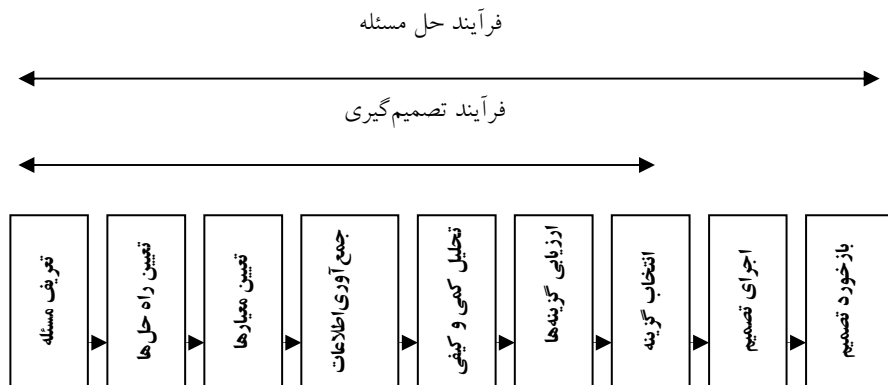 فرآیند حل مسئله
فرآیند تصمیم‌گیری
تعریف مسئله
تعیین راه حل‌ها
تعیین معیارها
جمع‌آوری اطلاعات
تحلیل کمی و کیفی
ارزیابی گزینه‌ها
انتخاب گزینه
اجرای تصمیم
بازخورد تصمیم